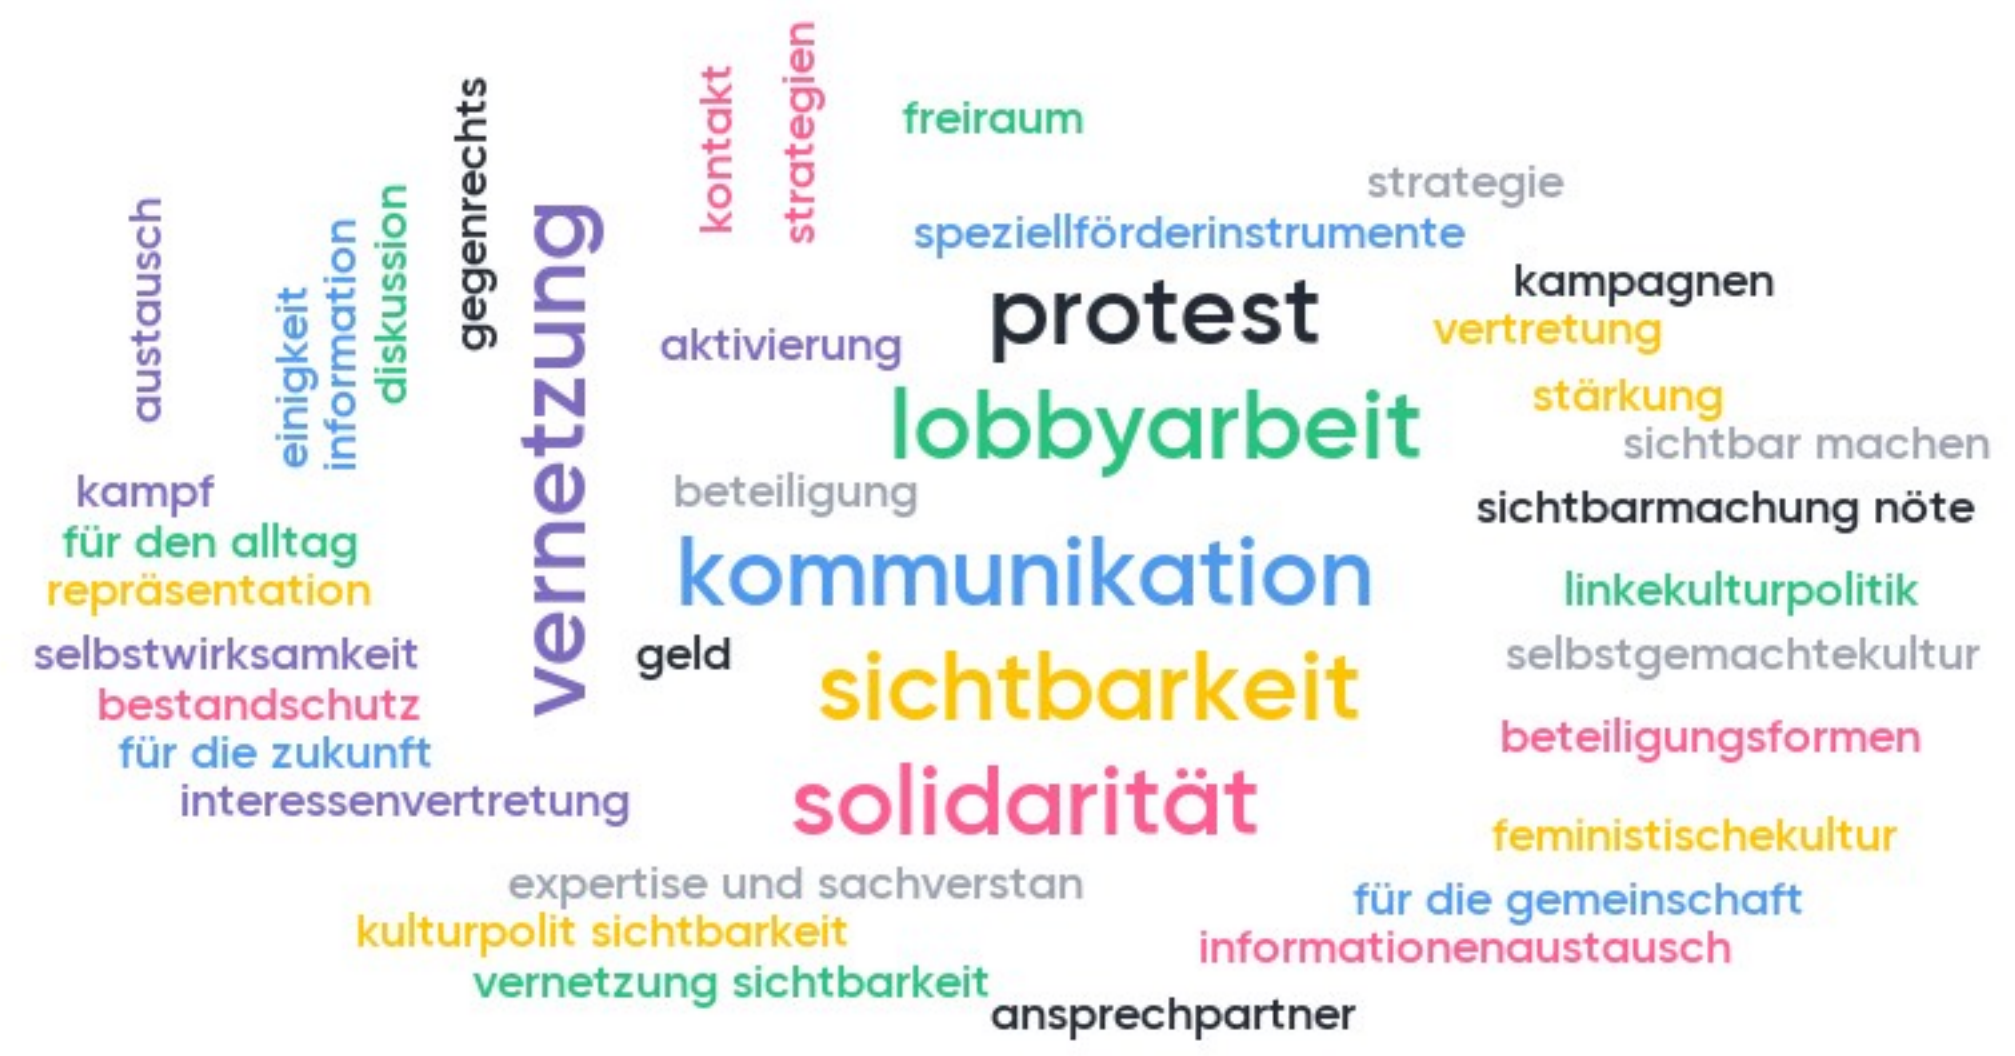 strategien
kontakt
gegenrechts
freiraum
strategie
diskussion
austausch
information
einigkeit
vernetzung
speziellförderinstrumente
protest
kampagnen
vertretung
aktivierung
stärkung
lobbyarbeit
sichtbar machen
kampf
beteiligung
sichtbarmachung nöte
für den alltag
kommunikation
repräsentation
linkekulturpolitik
selbstwirksamkeit
geld
sichtbarkeit
selbstgemachtekultur
bestandschutz
beteiligungsformen
für die zukunft
interessenvertretung
solidarität
feministischekultur
expertise und sachverstan
für die gemeinschaft
kulturpolit sichtbarkeit
informationenaustausch
vernetzung sichtbarkeit
ansprechpartner